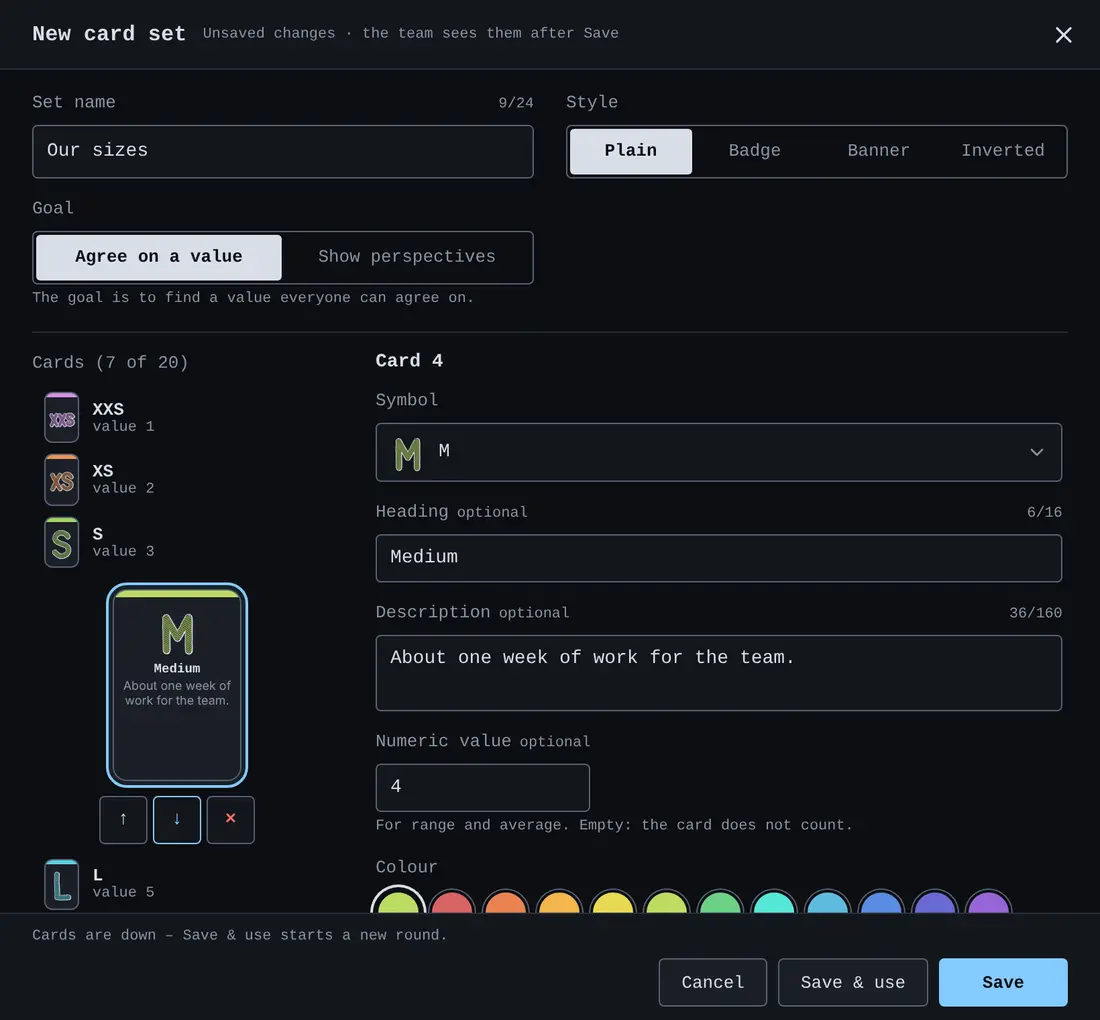 New card set
Unsaved changes · the team sees them after Save
Set name 9/24
Our sizes
Style
Plain Badge Banner Inverted
Goal
Agree on a value Show perspectives
The goal is to find a value everyone can agree on.
Cards (7 of 20)
XXS
XXS
value 1
XS
XS
value 2
S
S
value 3
M
Medium
About one week of
work for the team.
↑ ↓ ×
L
L
value 5
Card 4
Symbol
M M
Heading optional 6/16
Medium
Description optional 36/160
About one week of work for the team.
Numeric value optional
4
For range and average. Empty: the card does not count.
Colour
Cards are down – Save & use starts a new round.
Cancel Save & use Save